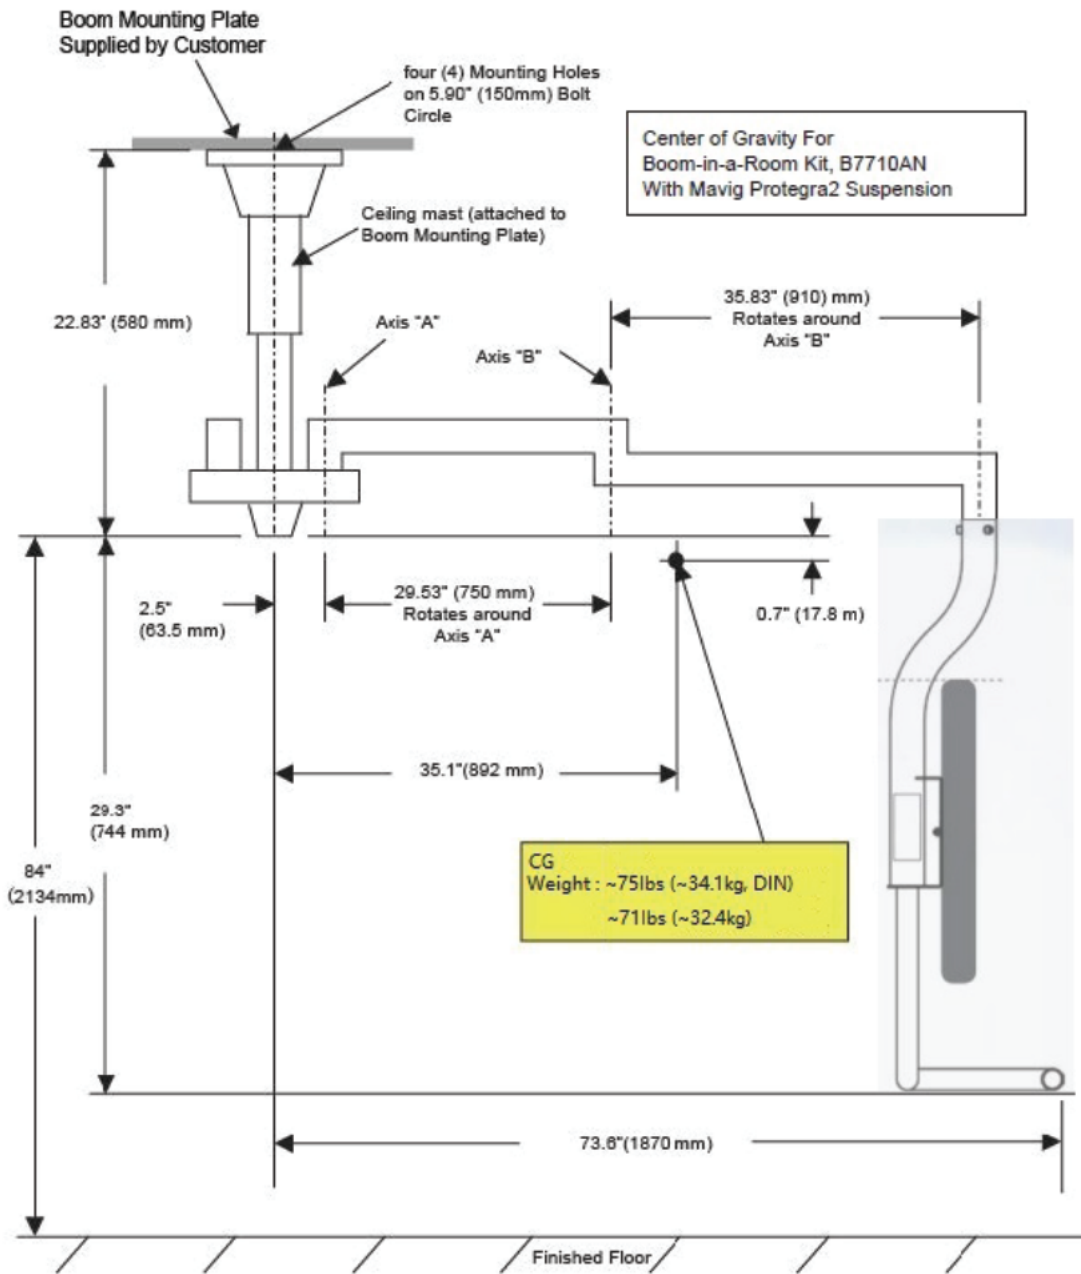 Boom Mounting Plate
Supplied by Customer
four (4) Mounting Holes
on 5.90" (150mm) Bolt
Circle
Center of Gravity For
Boom-in-a-Room Kit, B7710AN
With Mavig Protegra2 Suspension
Ceiling mast (attached to
Boom Mounting Plate)
35.83" (910) mm)
Rotates around
Axis "B"
22.83" (580 mm)
Axis "A"
Axis "B"
2.5"
(63.5 mm)
29.53" (750 mm)
Rotates around
Axis "A"
0.7" (17.8 m)
35.1"(892 mm)
29.3"
(744 mm)
84"
(2134mm)
CG
Weight : ~75lbs (~34.1kg, DIN)
~71lbs (~32.4kg)
73.6"(1870 mm)
Finished Floor